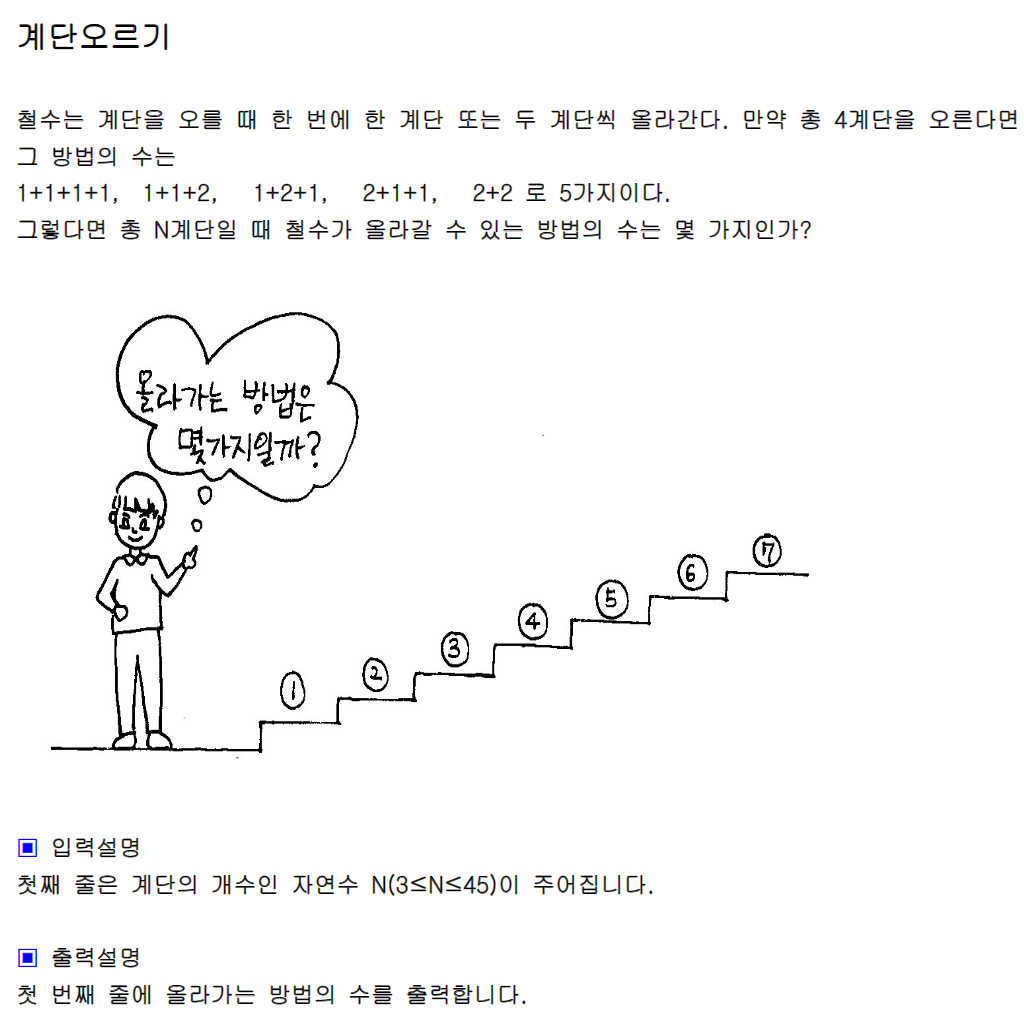 계단오르기
철수는 계단을 오를 때 한 번에 한 계단 또는 두 계단씩 올라간다. 만약 총 4계단을 오른다면
그 방법의 수는
1+1+1+1, 1+1+2, 1+2+1, 2+1+1, 2+2 로 5가지이다.
그렇다면 총 N계단일 때 철수가 올라갈 수 있는 방법의 수는 몇 가지인가?
올라가는 방법은
몇가지일까?
7
6
5
4
3
2
1
▣ 입력설명
첫째 줄은 계단의 개수인 자연수 N(3≤N≤45)이 주어집니다.
▣ 출력설명
첫 번째 줄에 올라가는 방법의 수를 출력합니다.